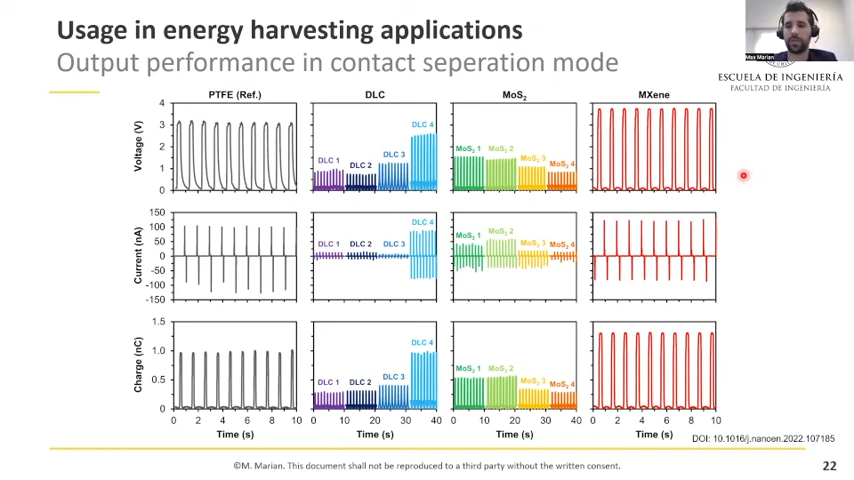 Usage in energy harvesting applications
Output performance in contact seperation mode
Max Marian
ESCUELA DE INGENIERÍA
FACULTAD DE INGENIERÍA
PTFE (Ref.)
DLC
MoS2
MXene
Voltage (V)
4
3
2
1
0
DLC 1
DLC 2
DLC 3
DLC 4
MoS2 1
MoS2 2
MoS2 3
MoS2 4
Current (nA)
150
100
50
0
-50
-100
-150
DLC 1
DLC 2
DLC 3
DLC 4
MoS2 1
MoS2 2
MoS2 3
MoS2 4
Charge (nC)
1.5
1.0
0.5
0
DLC 1
DLC 2
DLC 3
DLC 4
MoS2 1
MoS2 2
MoS2 3
MoS2 4
0 2 4 6 8 10
0 10 20 30 40
0 10 20 30 40
0 2 4 6 8 10
Time (s)
Time (s)
Time (s)
Time (s)
DOI: 10.1016/j.nanoen.2022.107185
©M. Marian. This document shall not be reproduced to a third party without the written consent.
22